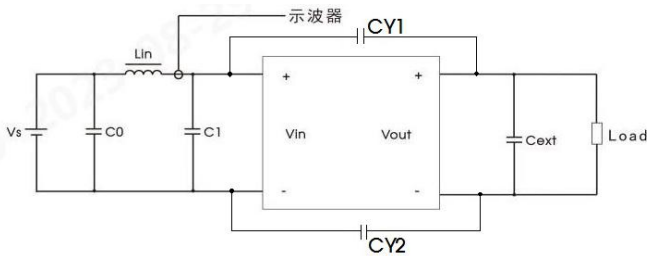 示波器
CY1
Lin
+ +
Vs C0 C1 Vin Vout Cext Load
- -
CY2